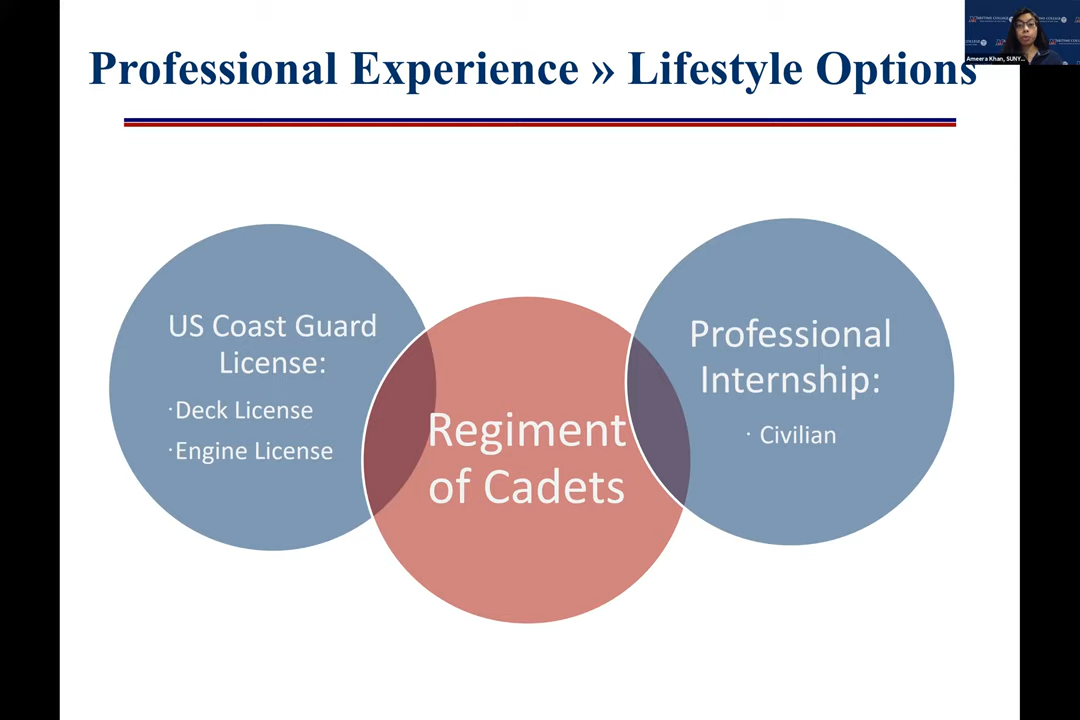 Professional Experience » Lifestyle Options
Ameera Khan, SUNY...
US Coast Guard
License:
·Deck License
·Engine License
Regiment
of Cadets
Professional
Internship:
· Civilian